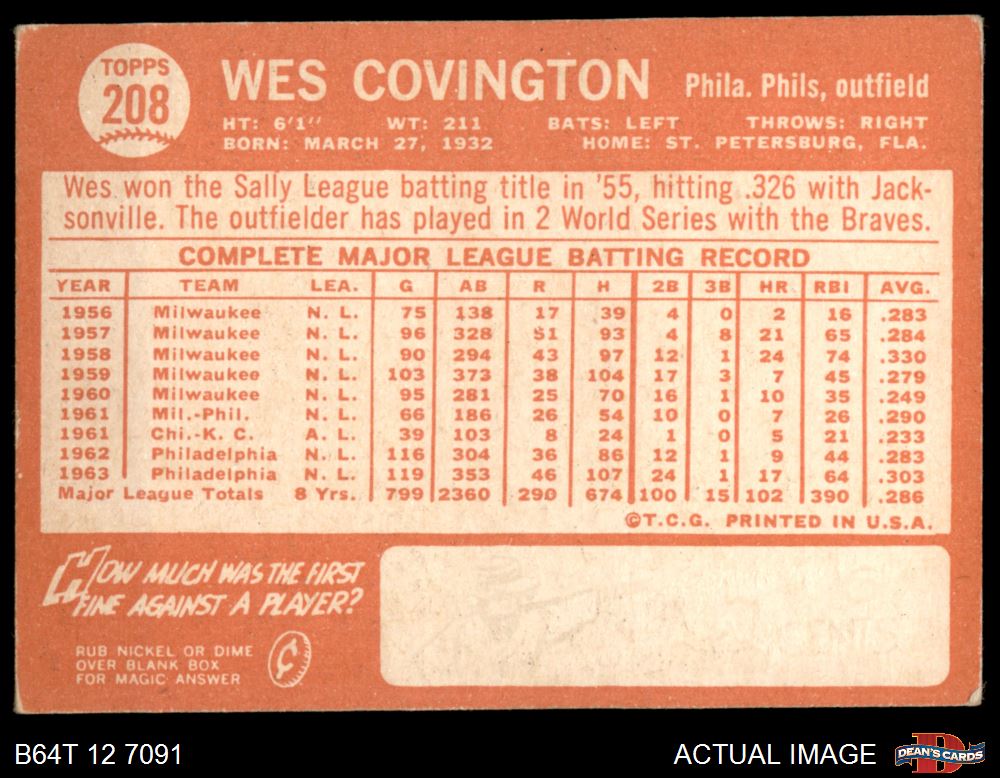 TOPPS
208
WES COVINGTON Phila. Phils, outfield
HT: 6'1" WT: 211 BATS: LEFT THROWS: RIGHT
BORN: MARCH 27, 1932 HOME: ST. PETERSBURG, FLA.
Wes won the Sally League batting title in '55, hitting .326 with Jack-
sonville. The outfielder has played in 2 World Series with the Braves.
COMPLETE MAJOR LEAGUE BATTING RECORD
YEAR TEAM LEA. G AB R H 2B 3B HR RBI AVG.
1956 Milwaukee N. L. 75 138 17 39 4 0 2 16 .283
1957 Milwaukee N. L. 96 328 51 93 4 8 21 65 .284
1958 Milwaukee N. L. 90 294 43 97 12 1 24 74 .330
1959 Milwaukee N. L. 103 373 38 104 17 3 7 45 .279
1960 Milwaukee N. L. 95 281 25 70 16 1 10 35 .249
1961 Mil.-Phil. N. L. 66 186 26 54 10 0 7 26 .290
1961 Chi.-K. C. A. L. 39 103 8 24 1 0 5 21 .233
1962 Philadelphia N. L. 116 304 36 86 12 1 9 44 .283
1963 Philadelphia N. L. 119 353 46 107 24 1 17 64 .303
Major League Totals 8 Yrs. 799 2360 290 674 100 15 102 390 .286
©T.C.G. PRINTED IN U.S.A.
HOW MUCH WAS THE FIRST
FINE AGAINST A PLAYER?
RUB NICKEL OR DIME
OVER BLANK BOX
FOR MAGIC ANSWER
¢
B64T 12 7091 ACTUAL IMAGE DEAN'S CARDS